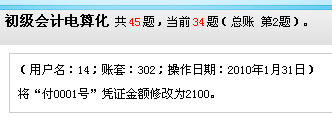 初级会计电算化 共45题，当前34题(总账 第2题)。
(用户名：14；账套：302；操作日期：2010年1月31日)
将“付0001号”凭证金额修改为2100。